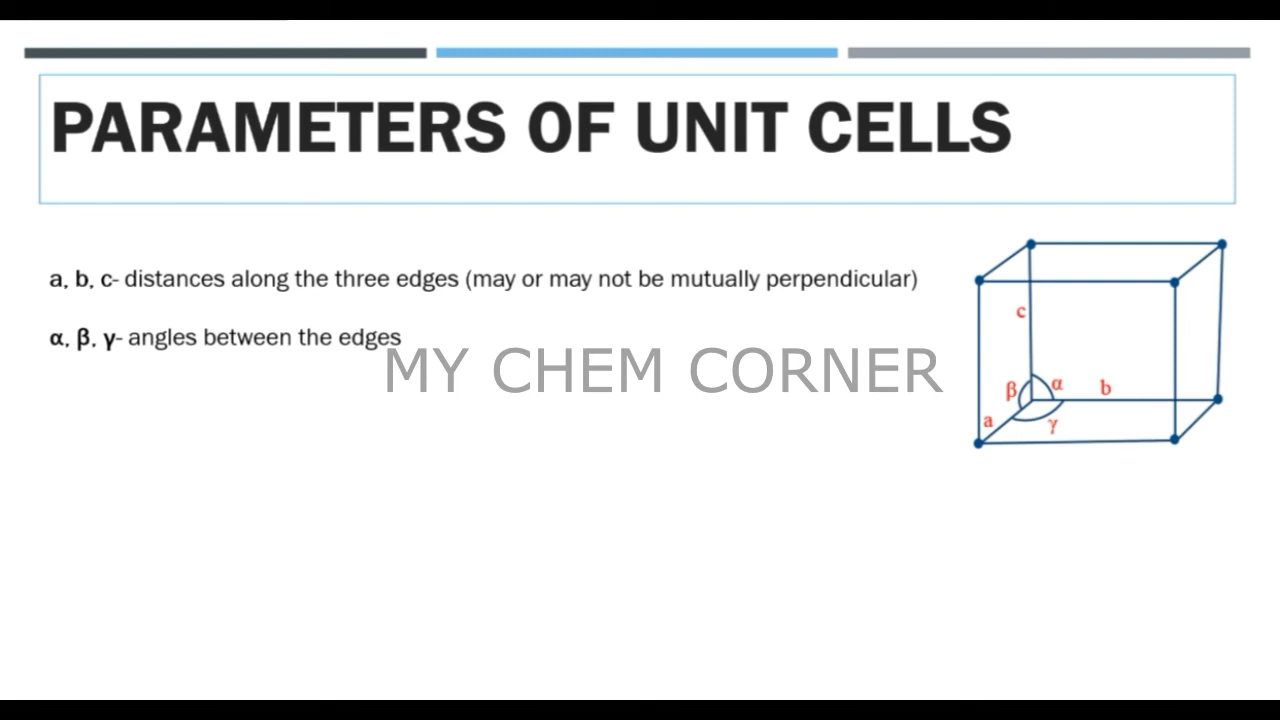 PARAMETERS OF UNIT CELLS
a, b, c- distances along the three edges (may or may not be mutually perpendicular)
α, β, γ- angles between the edges
MY CHEM CORNER
c
β
α
b
a
γ